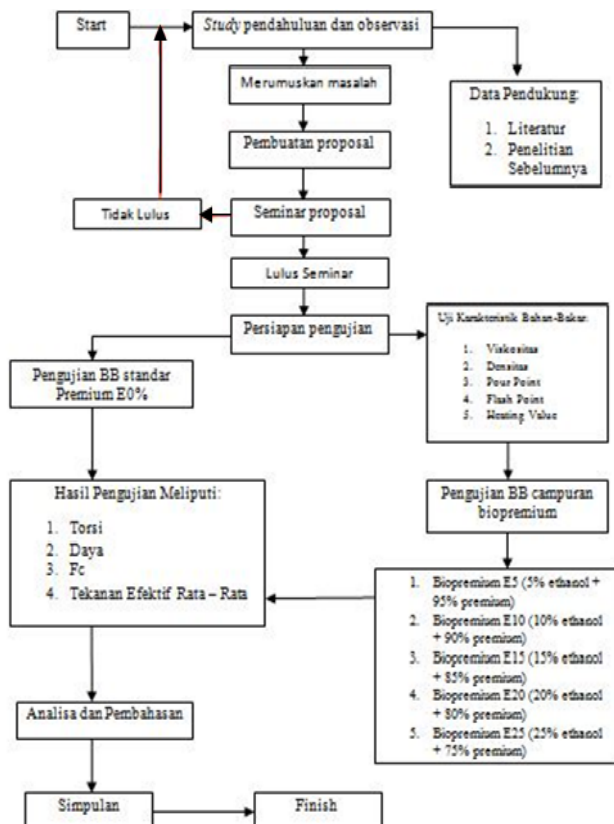 Start
Study pendahuluan dan observasi
Merumuskan masalah
Data Pendukung:
1. Literatur
2. Penelitian
Sebelumnya
Pembuatan proposal
Tidak Lulus
Seminar proposal
Lulus Seminar
Persiapan pengujian
Uji Karakteristik Bahan-Bakar:
1. Viskositas
2. Densitas
3. Pour Point
4. Flash Point
5. Heating Value
Pengujian BB standar
Premium E0%
Hasil Pengujian Meliputi:
1. Torsi
2. Daya
3. Fc
4. Tekanan Efektif Rata – Rata
Pengujian BB campuran
biopremium
1. Biopremium E5 (5% ethanol +
95% premium)
2. Biopremium E10 (10% ethanol
+ 90% premium)
3. Biopremium E15 (15% ethanol
+ 85% premium)
4. Biopremium E20 (20% ethanol
+ 80% premium)
5. Biopremium E25 (25% ethanol
+ 75% premium)
Analisa dan Pembahasan
Simpulan
Finish